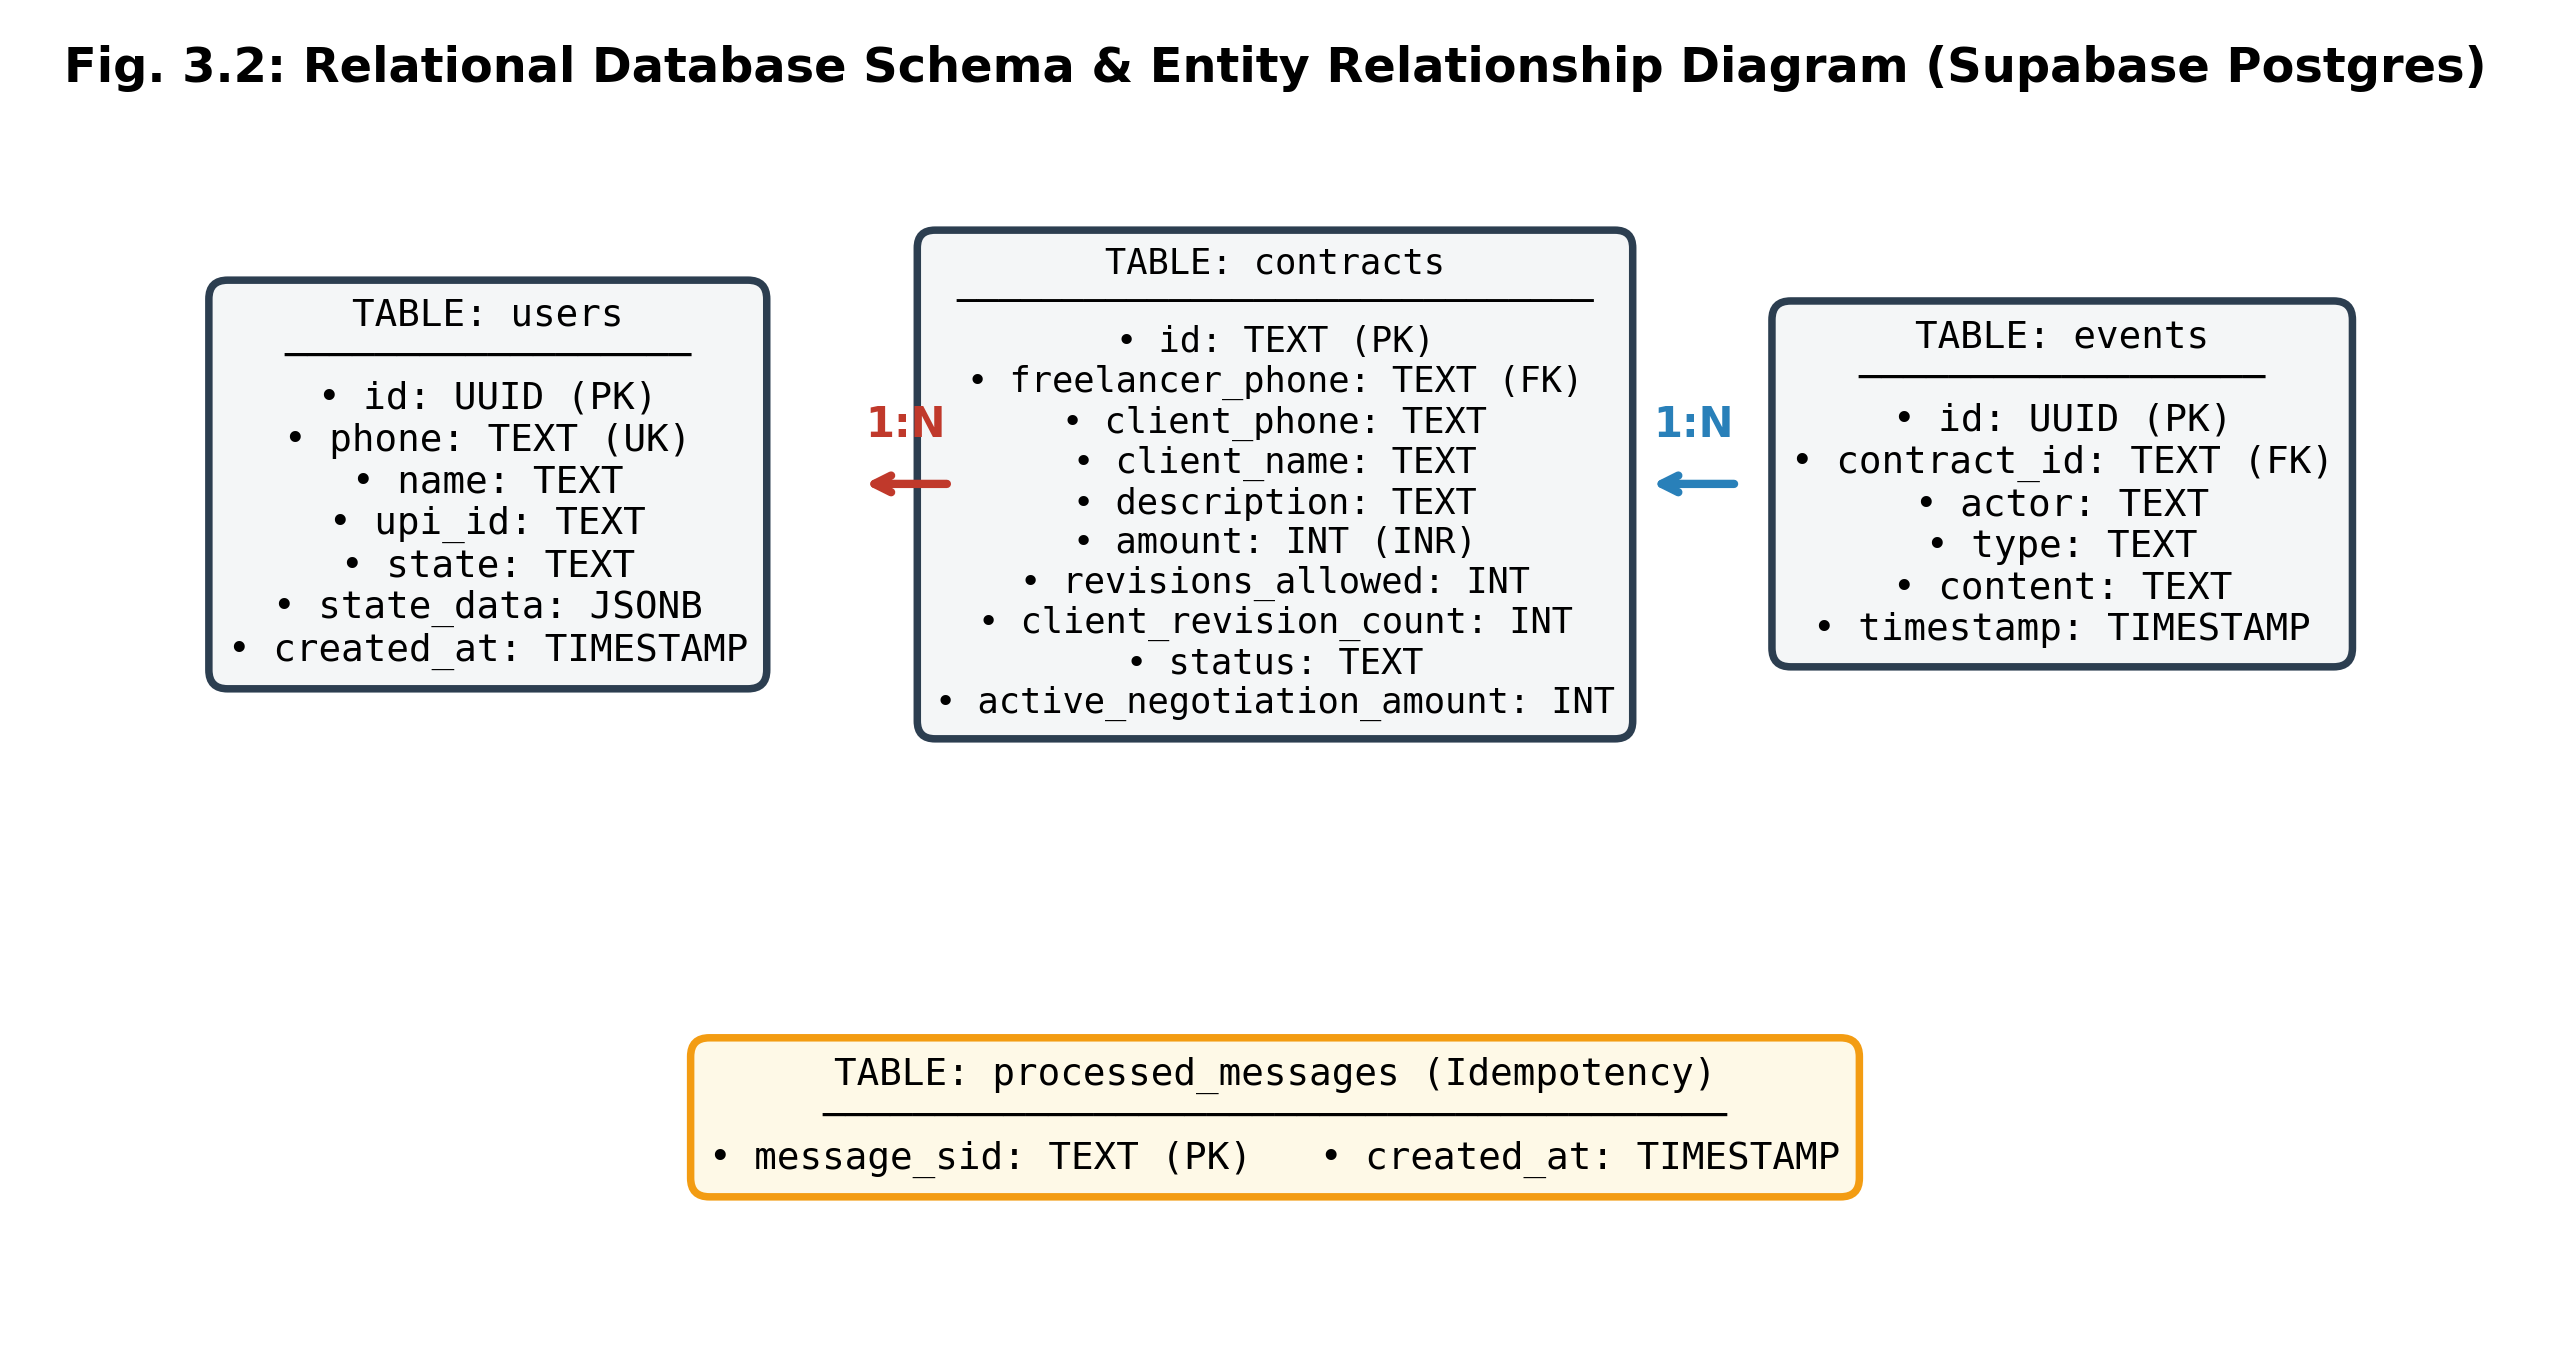 Fig. 3.2: Relational Database Schema & Entity Relationship Diagram (Supabase Postgres)
TABLE: users
• id: UUID (PK)
• phone: TEXT (UK)
• name: TEXT
• upi_id: TEXT
• state: TEXT
• state_data: JSONB
• created_at: TIMESTAMP
1:N
TABLE: contracts
• id: TEXT (PK)
• freelancer_phone: TEXT (FK)
• client_phone: TEXT
• client_name: TEXT
• description: TEXT
• amount: INT (INR)
• revisions_allowed: INT
• client_revision_count: INT
• status: TEXT
• active_negotiation_amount: INT
1:N
TABLE: events
• id: UUID (PK)
• contract_id: TEXT (FK)
• actor: TEXT
• type: TEXT
• content: TEXT
• timestamp: TIMESTAMP
TABLE: processed_messages (Idempotency)
• message_sid: TEXT (PK)   • created_at: TIMESTAMP